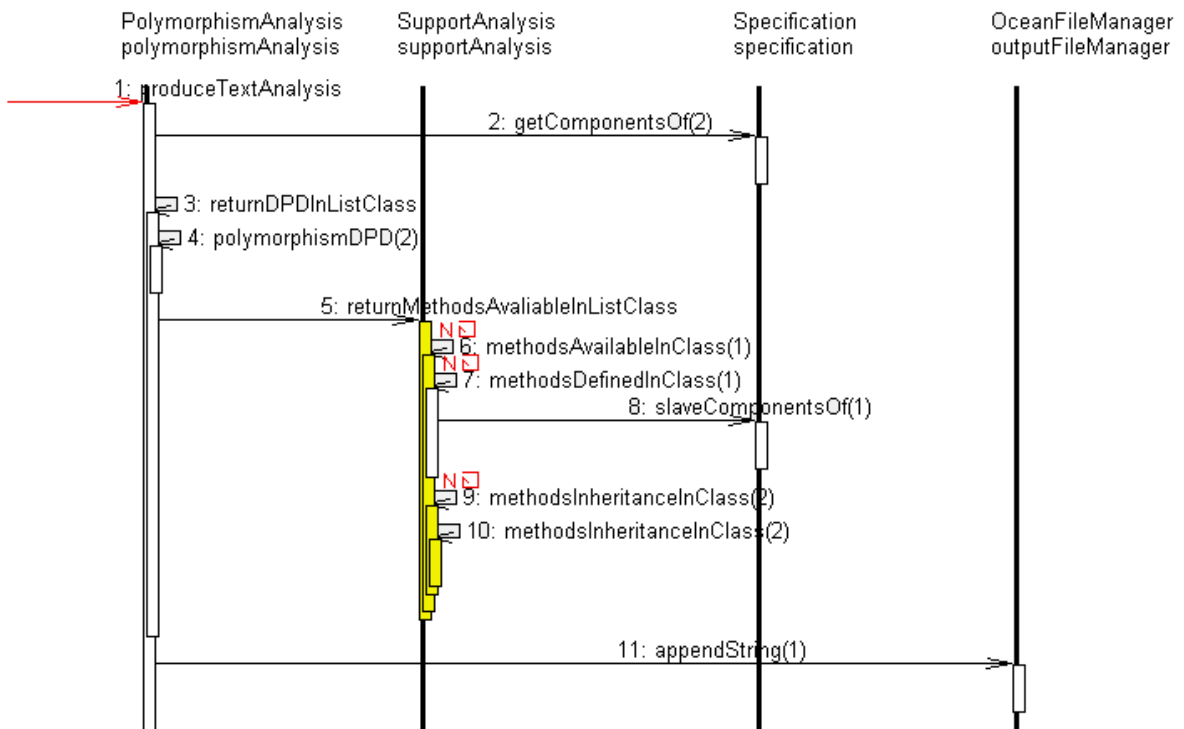 PolymorphismAnalysis
polymorphismAnalysis
SupportAnalysis
supportAnalysis
Specification
specification
OceanFileManager
outputFileManager
1: produceTextAnalysis
2: getComponentsOf(2)
3: returnDPDInListClass
4: polymorphismDPD(2)
5: returnMethodsAvaliableInListClass
N
6: methodsAvailableInClass(1)
N
7: methodsDefinedInClass(1)
8: slaveComponentsOf(1)
N
9: methodsInheritanceInClass(2)
10: methodsInheritanceInClass(2)
11: appendString(1)